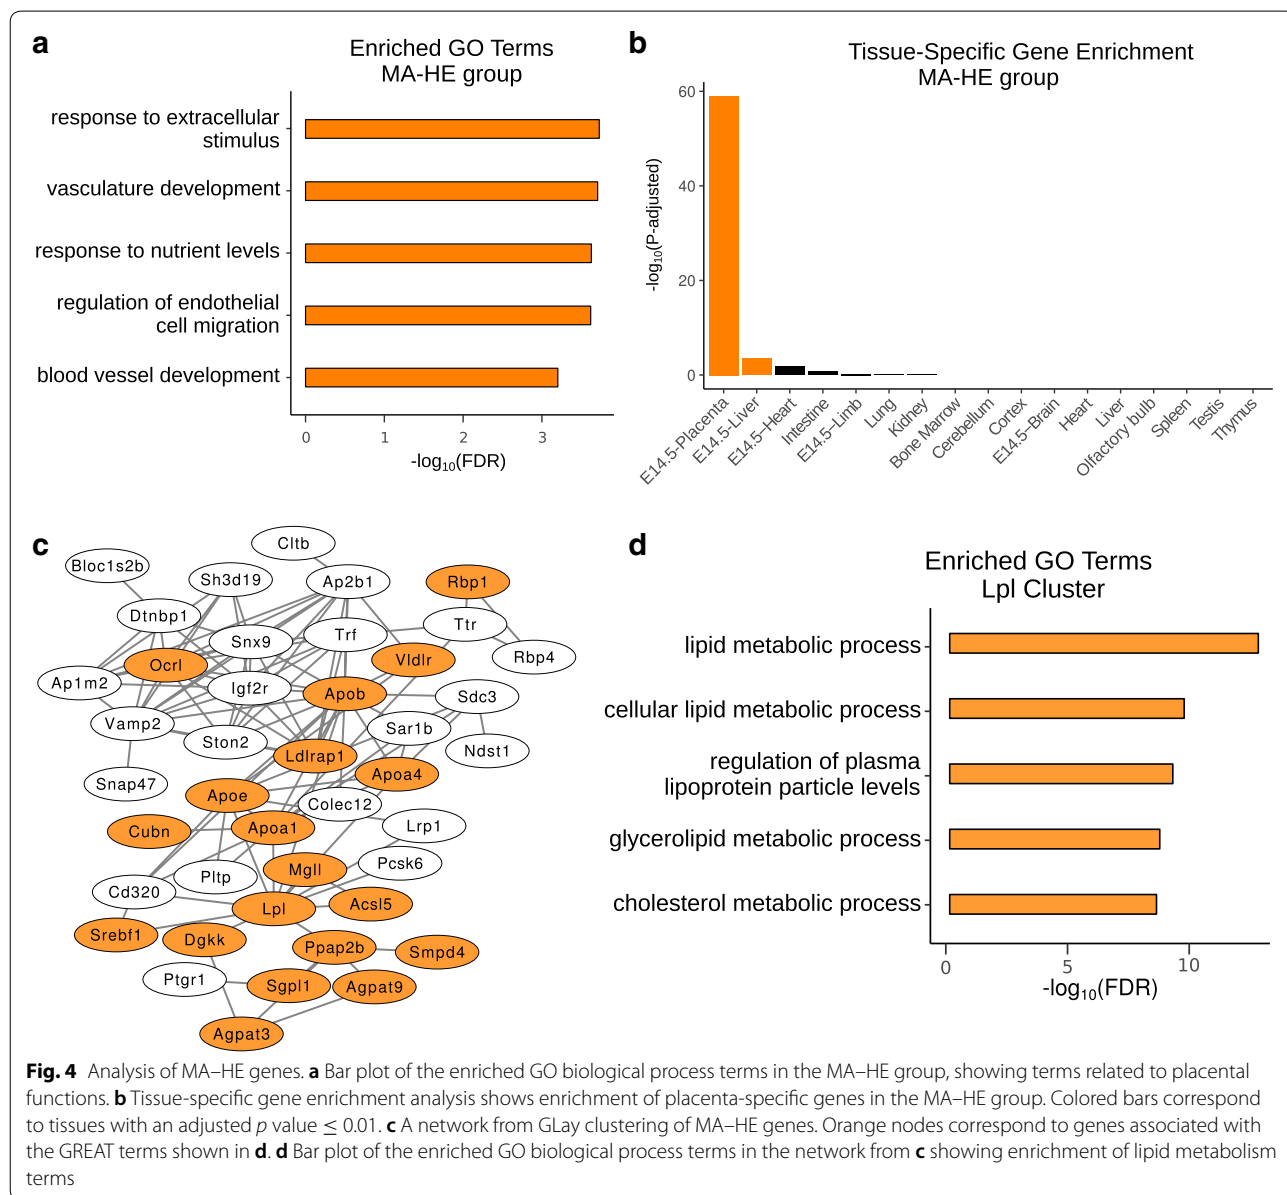 a
Enriched GO Terms
MA-HE group
response to extracellular
stimulus
vasculature development
response to nutrient levels
regulation of endothelial
cell migration
blood vessel development
0 1 2 3
-log10(FDR)
b
Tissue-Specific Gene Enrichment
MA-HE group
-log10(P-adjusted)
60
40
20
0
E14.5-Placenta
E14.5-Liver
E14.5–Heart
Intestine
E14.5–Limb
Lung
Kidney
Bone Marrow
Cerebellum
Cortex
E14.5–Brain
Heart
Liver
Olfactory bulb
Spleen
Testis
Thymus
c
Cltb
Bloc1s2b
Sh3d19
Ap2b1
Rbp1
Dtnbp1
Snx9
Trf
Ttr
Ocrl
Vldlr
Rbp4
Ap1m2
Igf2r
Apob
Sdc3
Vamp2
Ston2
Sar1b
Ldlrap1
Ndst1
Snap47
Apoe
Apoa4
Colec12
Cubn
Apoa1
Lrp1
Pltp
Mgll
Pcsk6
Cd320
Lpl
Acsl5
Srebf1
Dgkk
Ppap2b
Smpd4
Ptgr1
Sgpl1
Agpat9
Agpat3
d
Enriched GO Terms
Lpl Cluster
lipid metabolic process
cellular lipid metabolic process
regulation of plasma
lipoprotein particle levels
glycerolipid metabolic process
cholesterol metabolic process
0 5 10
-log10(FDR)
Fig. 4 Analysis of MA–HE genes. a Bar plot of the enriched GO biological process terms in the MA–HE group, showing terms related to placental
functions. b Tissue-specific gene enrichment analysis shows enrichment of placenta-specific genes in the MA–HE group. Colored bars correspond
to tissues with an adjusted p value ≤ 0.01. c A network from GLay clustering of MA–HE genes. Orange nodes correspond to genes associated with
the GREAT terms shown in d. d Bar plot of the enriched GO biological process terms in the network from c showing enrichment of lipid metabolism
terms